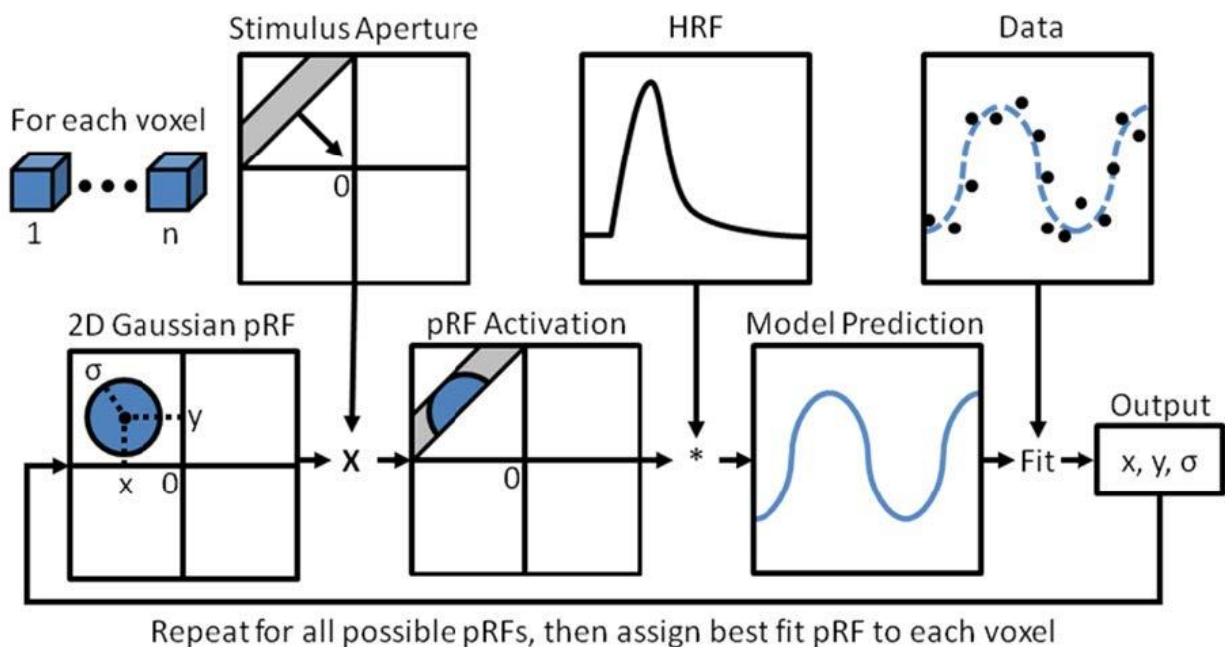 Stimulus Aperture
HRF
Data
For each voxel
1
n
0
2D Gaussian pRF
pRF Activation
Model Prediction
Output
σ
y
x
0
X
0
*
Fit
x, y, σ
Repeat for all possible pRFs, then assign best fit pRF to each voxel